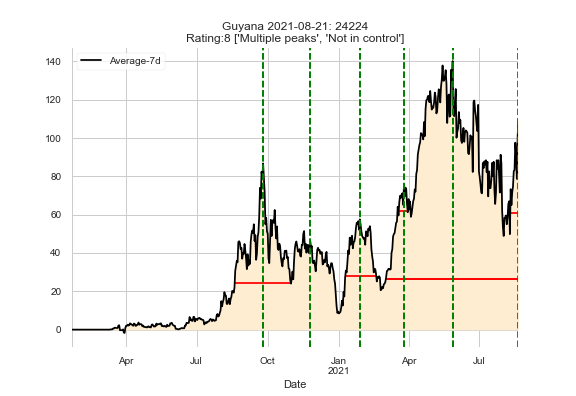 Guyana 2021-08-21: 24224
Rating:8 ['Multiple peaks', 'Not in control']
Average-7d
140
120
100
80
60
40
20
0
Apr
Jul
Oct
Jan
2021
Apr
Jul
Date